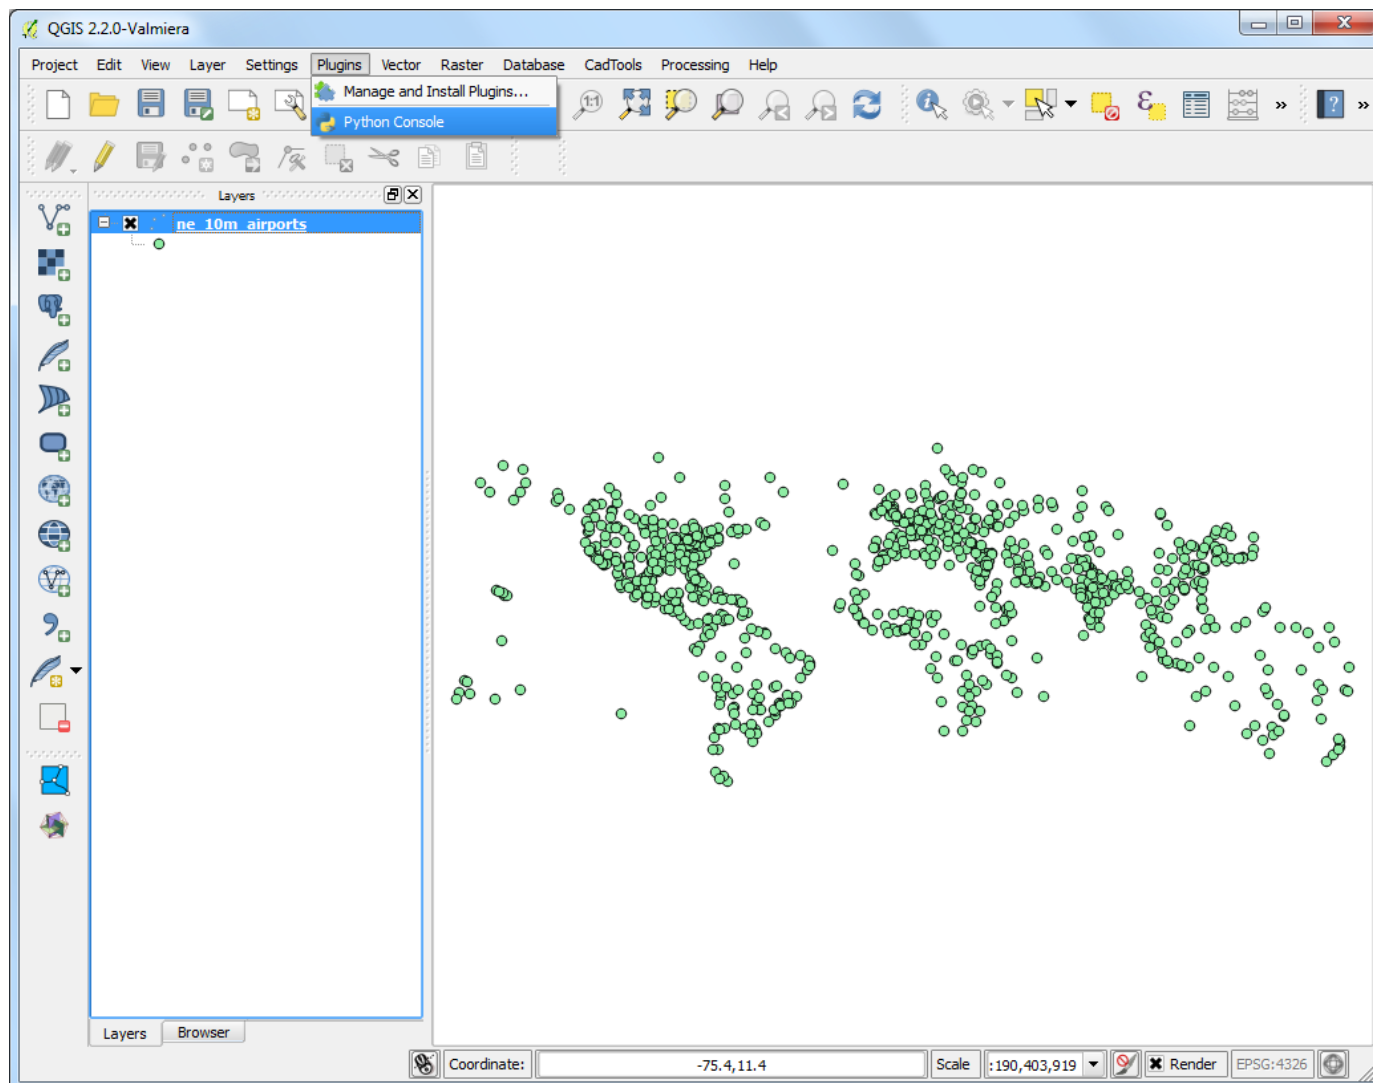 QGIS 2.2.0-Valmiera
Project Edit View Layer Settings Plugins Vector Raster Database CadTools Processing Help
Manage and Install Plugins...
Python Console
1:1
ε
?
Layers
ne_10m_airports
Layers Browser
Coordinate: -75.4,11.4 Scale :190,403,919 Render EPSG:4326